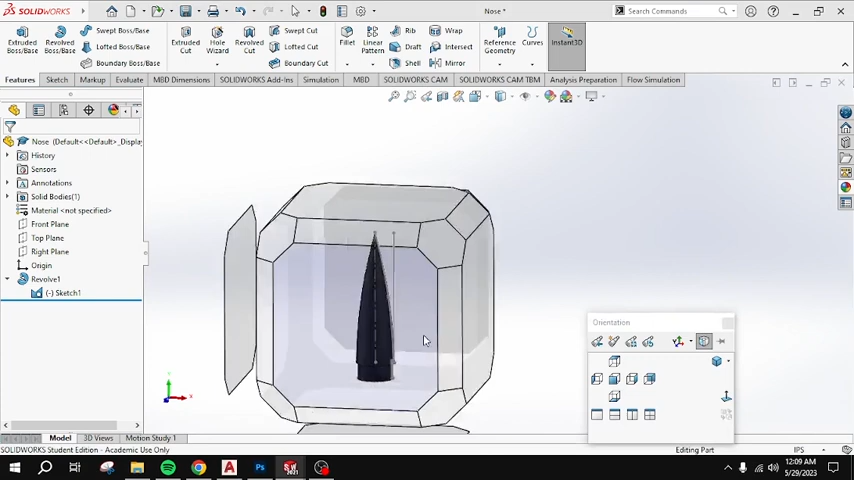 SOLIDWORKS
Nose *
Search Commands
Extruded Boss/Base
Revolved Boss/Base
Swept Boss/Base
Lofted Boss/Base
Boundary Boss/Base
Extruded Cut
Hole Wizard
Revolved Cut
Swept Cut
Lofted Cut
Boundary Cut
Fillet
Linear Pattern
Rib
Draft
Shell
Wrap
Intersect
Mirror
Reference Geometry
Curves
Instant3D
Features Sketch Markup Evaluate MBD Dimensions SOLIDWORKS Add-Ins Simulation MBD SOLIDWORKS CAM SOLIDWORKS CAM TBM Analysis Preparation Flow Simulation
Nose (Default<<Default>_Display
History
Sensors
Annotations
Solid Bodies(1)
Material <not specified>
Front Plane
Top Plane
Right Plane
Origin
Revolve1
(-) Sketch1
Orientation
Y
X
Model 3D Views Motion Study 1
SOLIDWORKS Student Edition - Academic Use Only
Editing Part
IPS
12:09 AM
5/29/2023